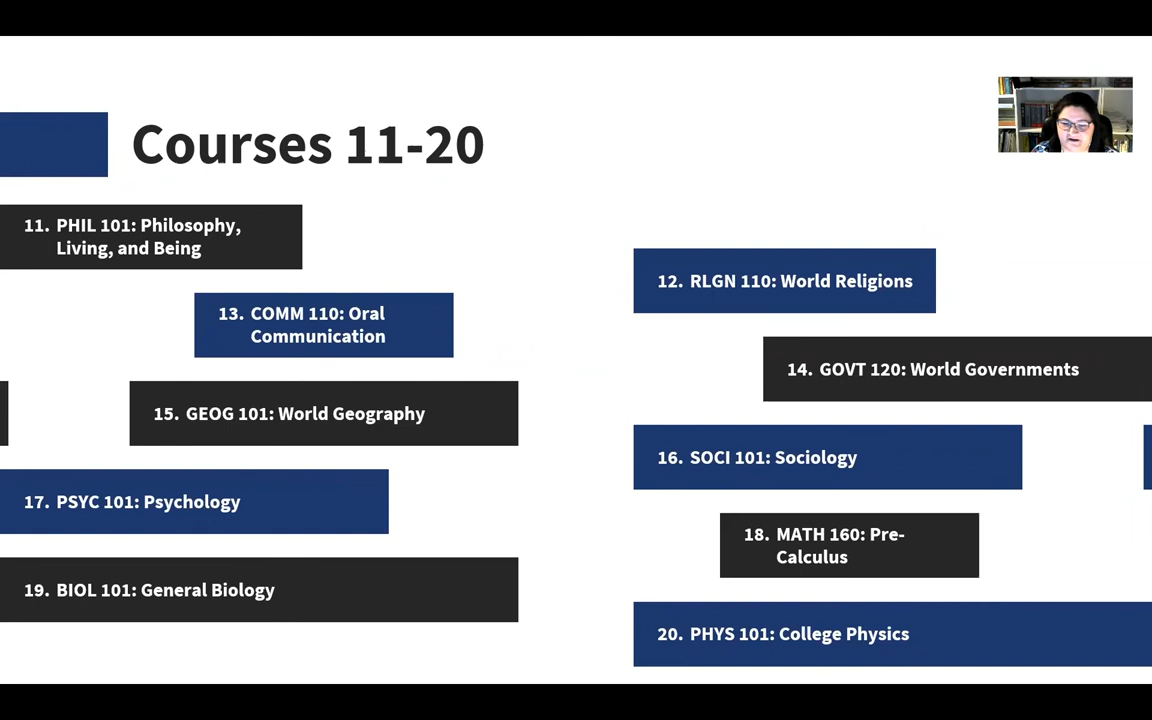 Courses 11-20
11. PHIL 101: Philosophy,
Living, and Being
12. RLGN 110: World Religions
13. COMM 110: Oral
Communication
14. GOVT 120: World Governments
15. GEOG 101: World Geography
16. SOCI 101: Sociology
17. PSYC 101: Psychology
18. MATH 160: Pre-
Calculus
19. BIOL 101: General Biology
20. PHYS 101: College Physics